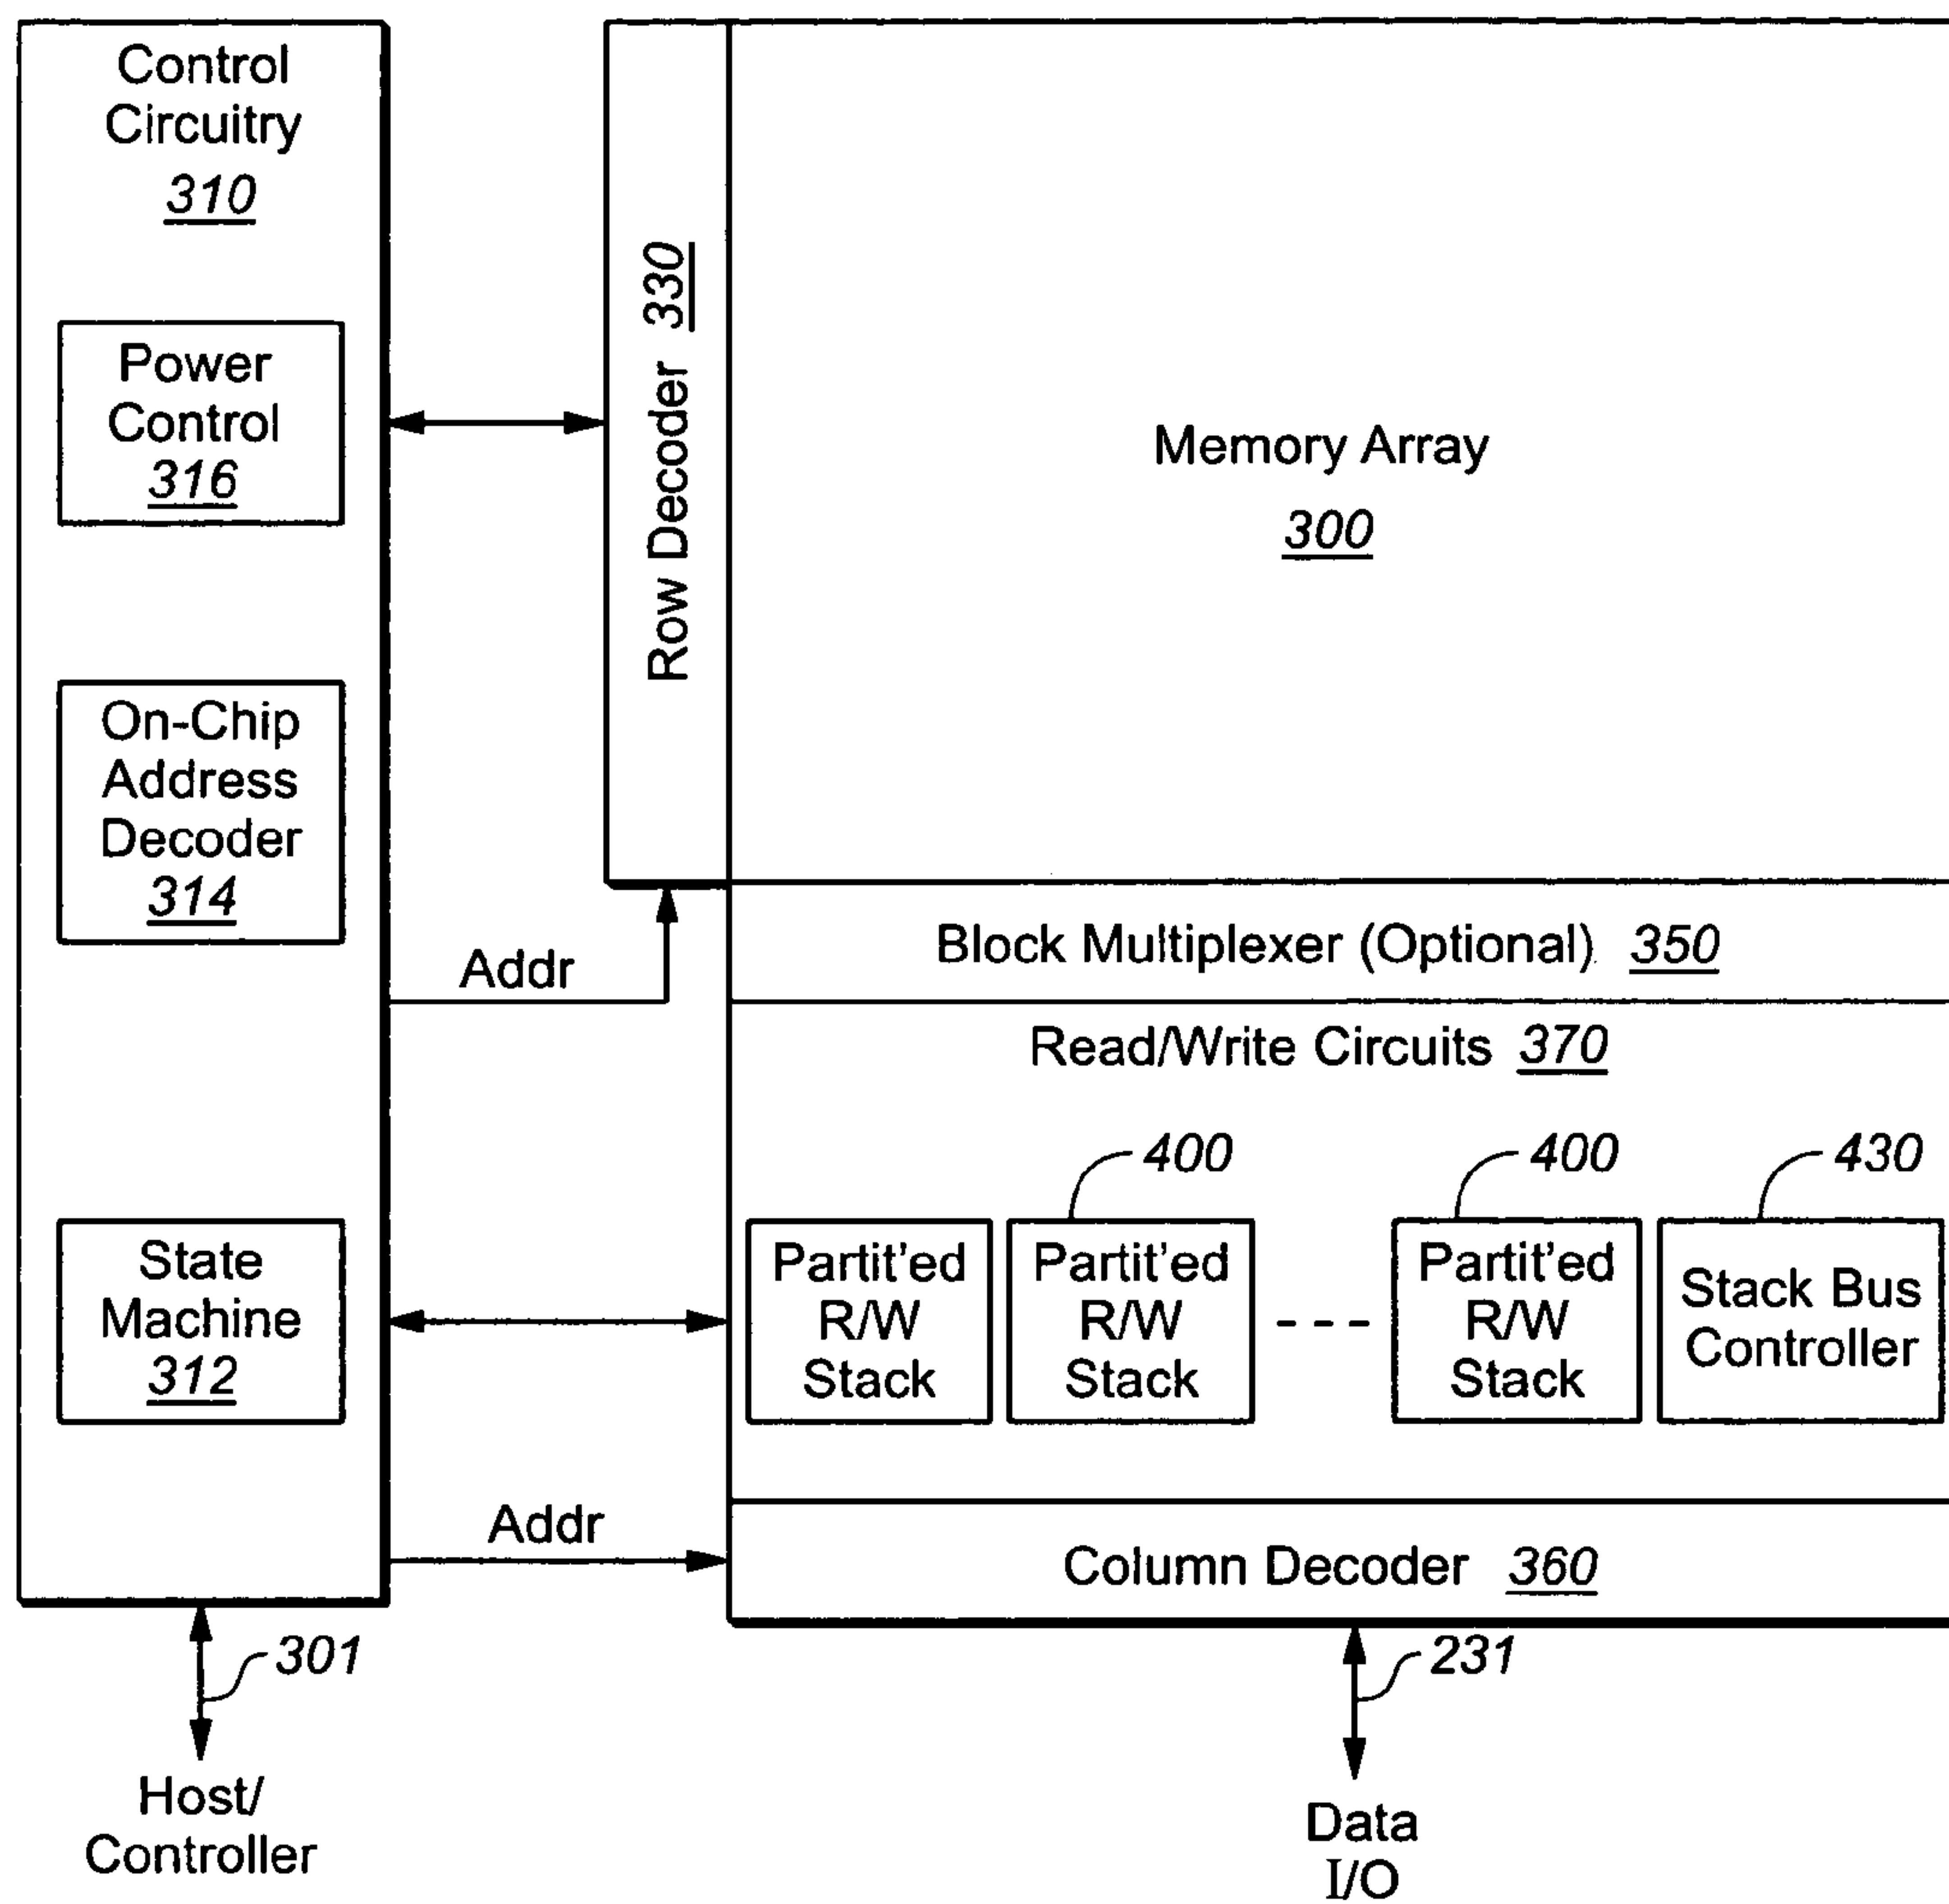 Control
Circuitry
310
Power
Control
316
On-Chip
Address
Decoder
314
State
Machine
312
Row Decoder 330
Memory Array
300
Addr
Block Multiplexer (Optional) 350
Read/Write Circuits 370
400
400
430
Partit'ed
R/W
Stack
Partit'ed
R/W
Stack
Partit'ed
R/W
Stack
Stack Bus
Controller
Addr
Column Decoder 360
301
231
Host/
Controller
Data
I/O